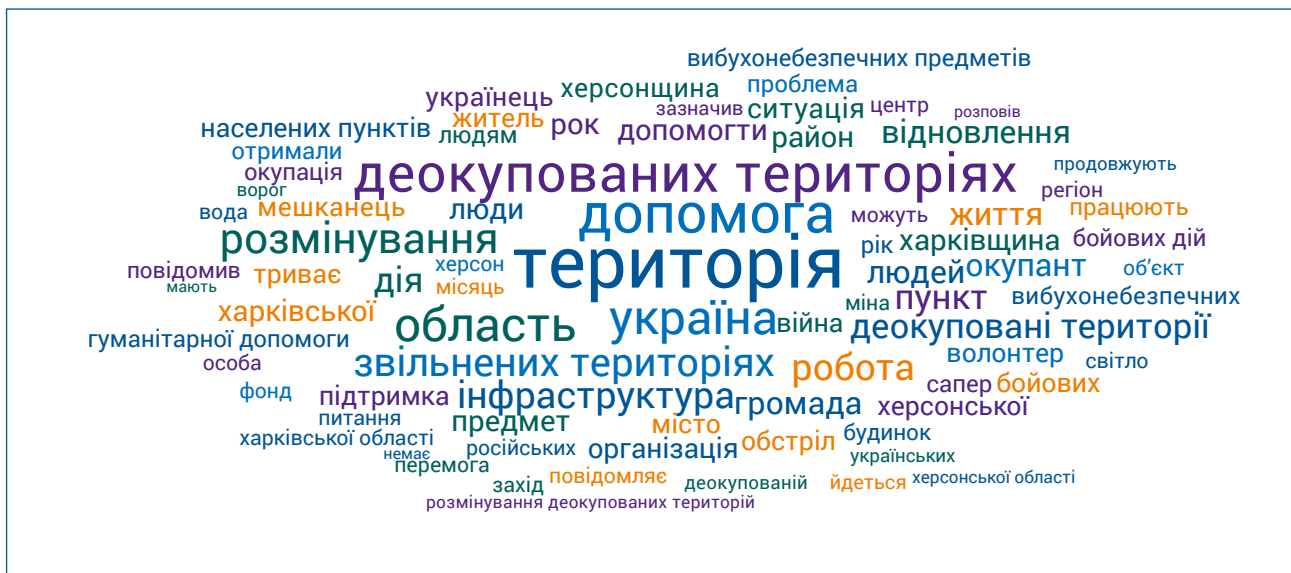 вибухонебезпечних предметів
херсонщина проблема
українець зазначив ситуація центр розповів
населених пунктів житель людям рок допомогти район відновлення
отримали
окупація деокупованих територіях продовжують
ворог регіон
вода мешканець люди допомога можуть життя працюють
розмінування територія рік харківщина бойових дій
повідомив триває дія херсон людей окупант об’єкт
мають місяць
харківської область україна війна міна пункт вибухонебезпечних
гуманітарної допомоги деокуповані території
особа звільнених територіях робота волонтер світло
фонд підтримка інфраструктура громада сапер бойових
питання предмет місто херсонської
харківської області російських організація обстріл будинок
немає перемога українських
захід повідомляє деокупованій йдеться херсонської області
розмінування деокупованих територій